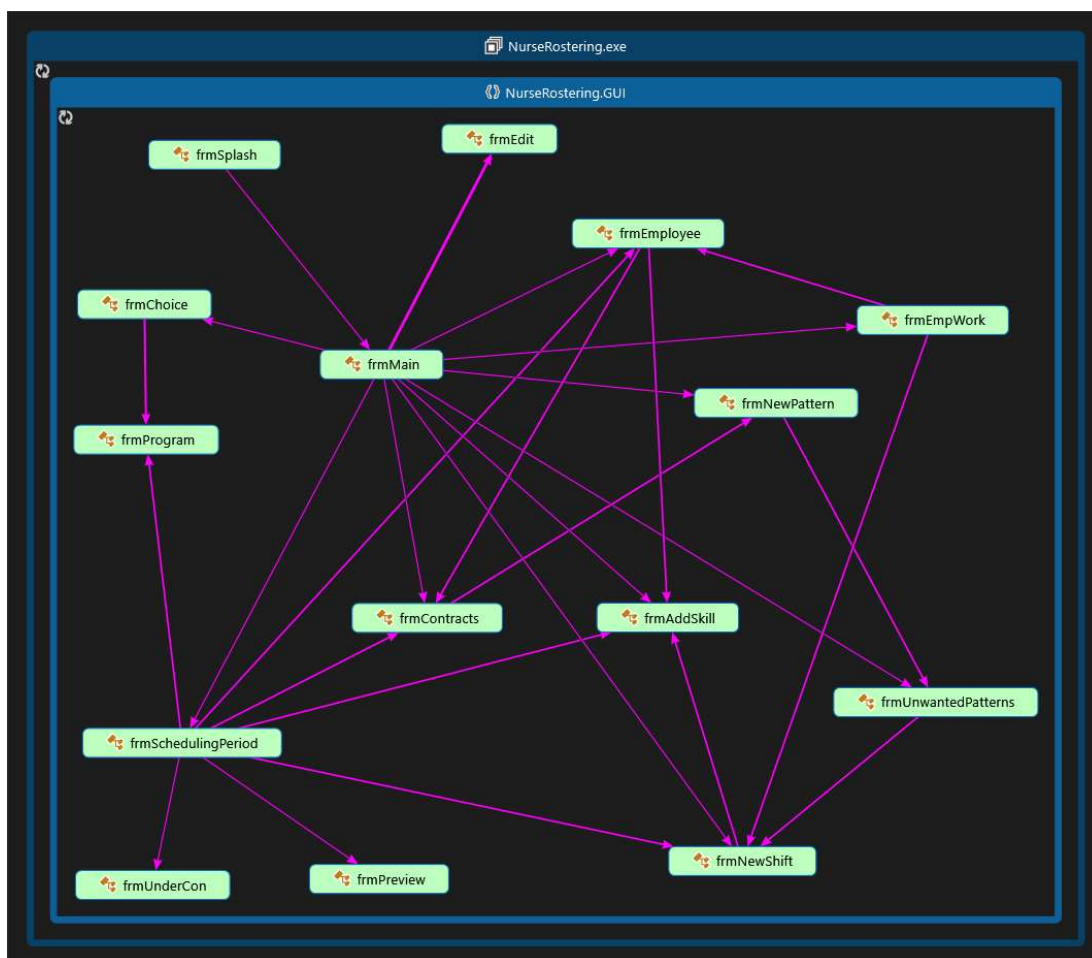 NurseRostering.exe
NurseRostering.GUI
frmEdit
frmSplash
frmEmployee
frmChoice
frmEmpWork
frmMain
frmNewPattern
frmProgram
frmContracts
frmAddSkill
frmUnwantedPatterns
frmSchedulingPeriod
frmNewShift
frmUnderCon
frmPreview